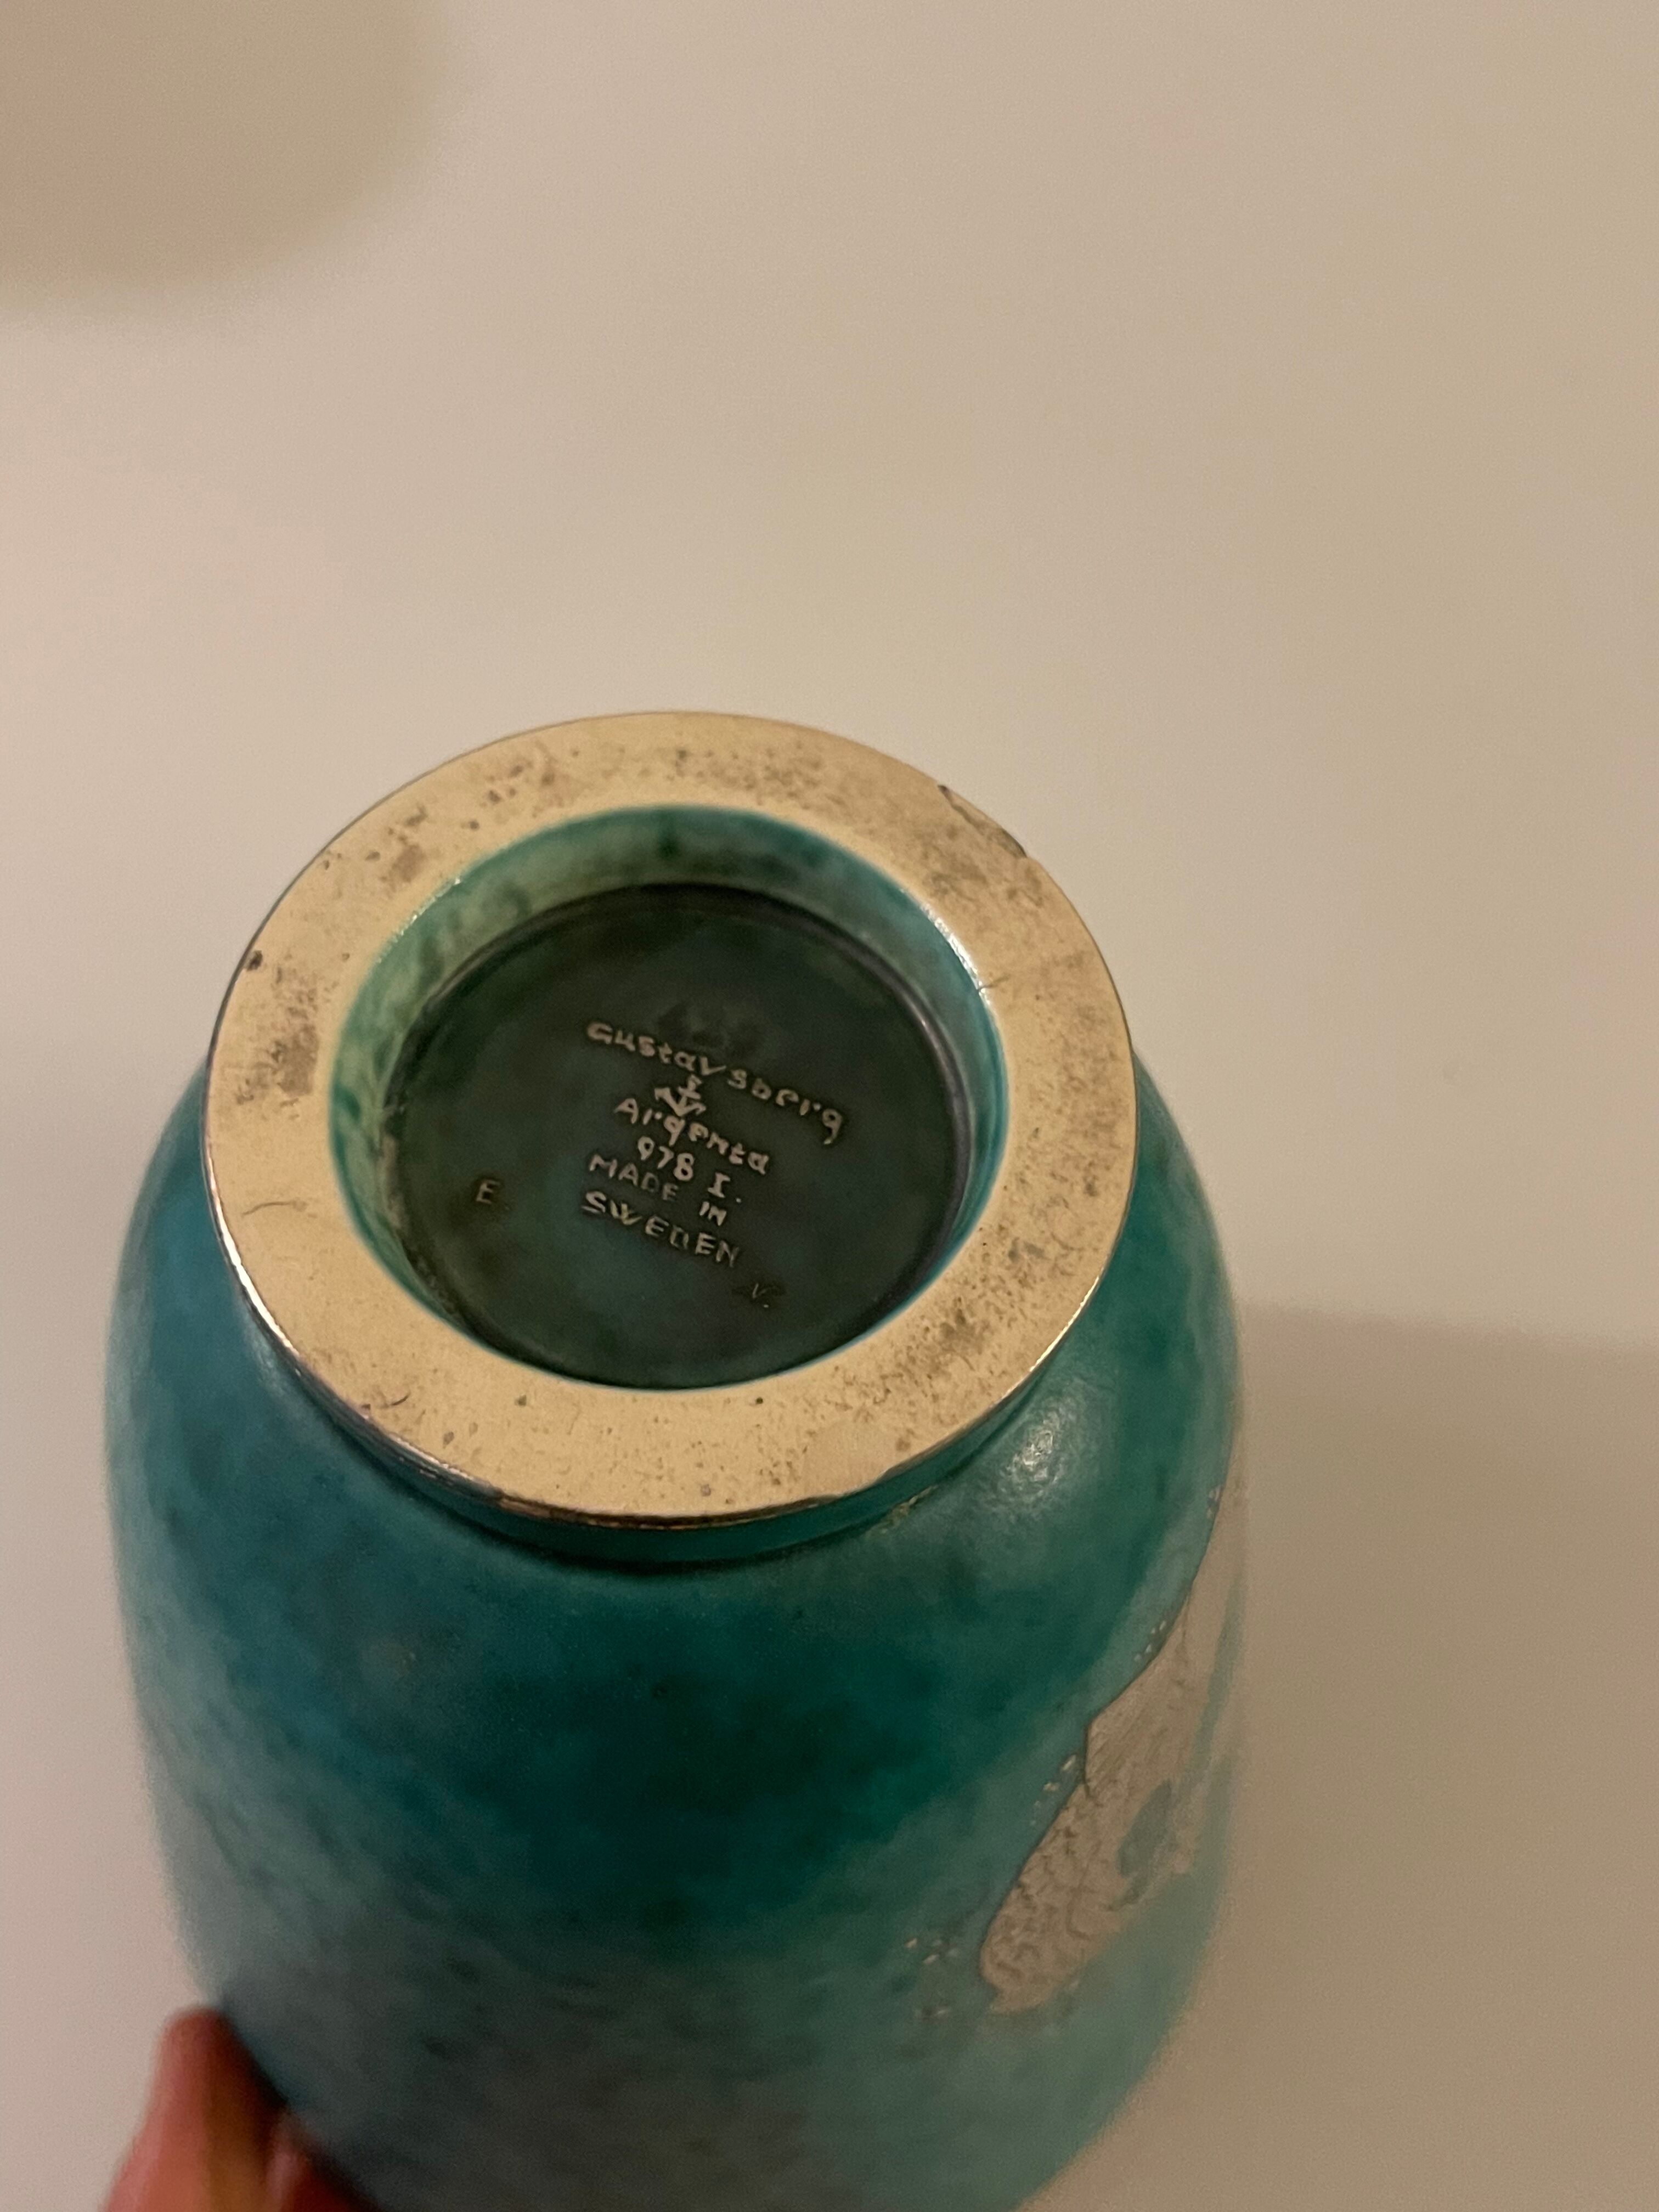 Gustavsberg
Argenta
978 I.
MADE IN
SWEDEN
E
V.